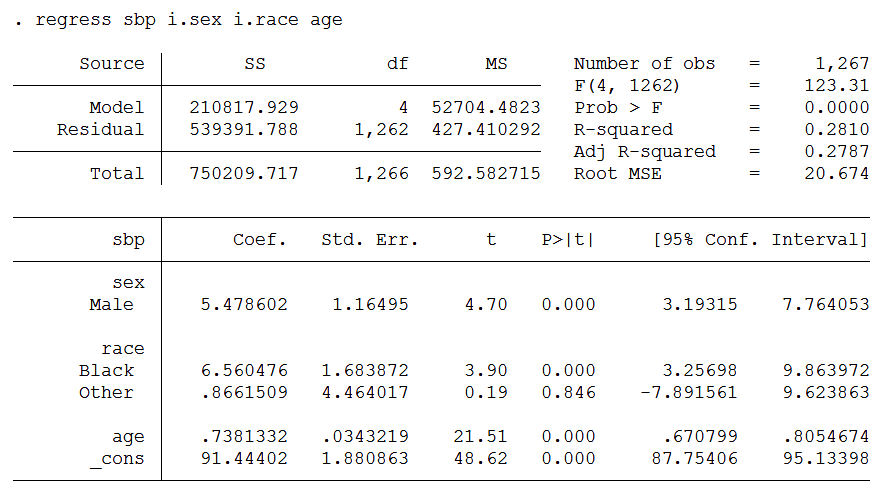 . regress sbp i.sex i.race age
Source SS df MS Number of obs = 1,267
F(4, 1262) = 123.31
Model 210817.929 4 52704.4823 Prob > F = 0.0000
Residual 539391.788 1,262 427.410292 R-squared = 0.2810
Adj R-squared = 0.2787
Total 750209.717 1,266 592.582715 Root MSE = 20.674
sbp Coef. Std. Err. t P>|t| [95% Conf. Interval]
sex
Male 5.478602 1.16495 4.70 0.000 3.19315 7.764053
race
Black 6.560476 1.683872 3.90 0.000 3.25698 9.863972
Other .8661509 4.464017 0.19 0.846 -7.891561 9.623863
age .7381332 .0343219 21.51 0.000 .670799 .8054674
_cons 91.44402 1.880863 48.62 0.000 87.75406 95.13398